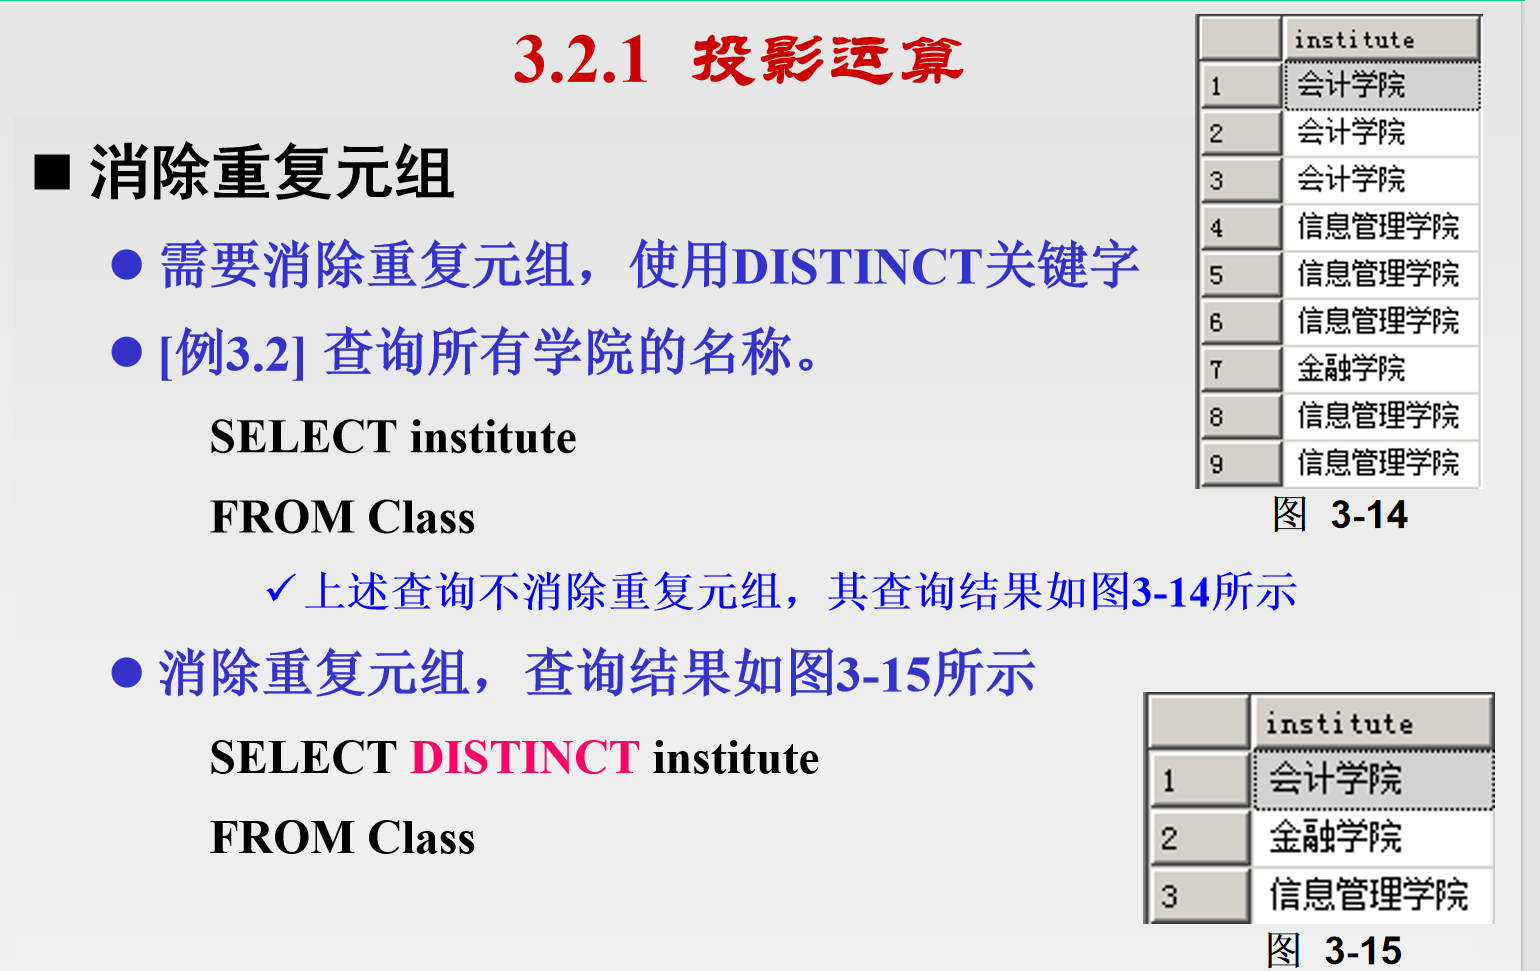 3.2.1 投影运算
消除重复元组
需要消除重复元组，使用DISTINCT关键字
[例3.2] 查询所有学院的名称。
SELECT institute
FROM Class
上述查询不消除重复元组，其查询结果如图3-14所示
消除重复元组，查询结果如图3-15所示
SELECT DISTINCT institute
FROM Class
institute
1 会计学院
2 会计学院
3 会计学院
4 信息管理学院
5 信息管理学院
6 信息管理学院
7 金融学院
8 信息管理学院
9 信息管理学院
图 3-14
institute
1 会计学院
2 金融学院
3 信息管理学院
图 3-15